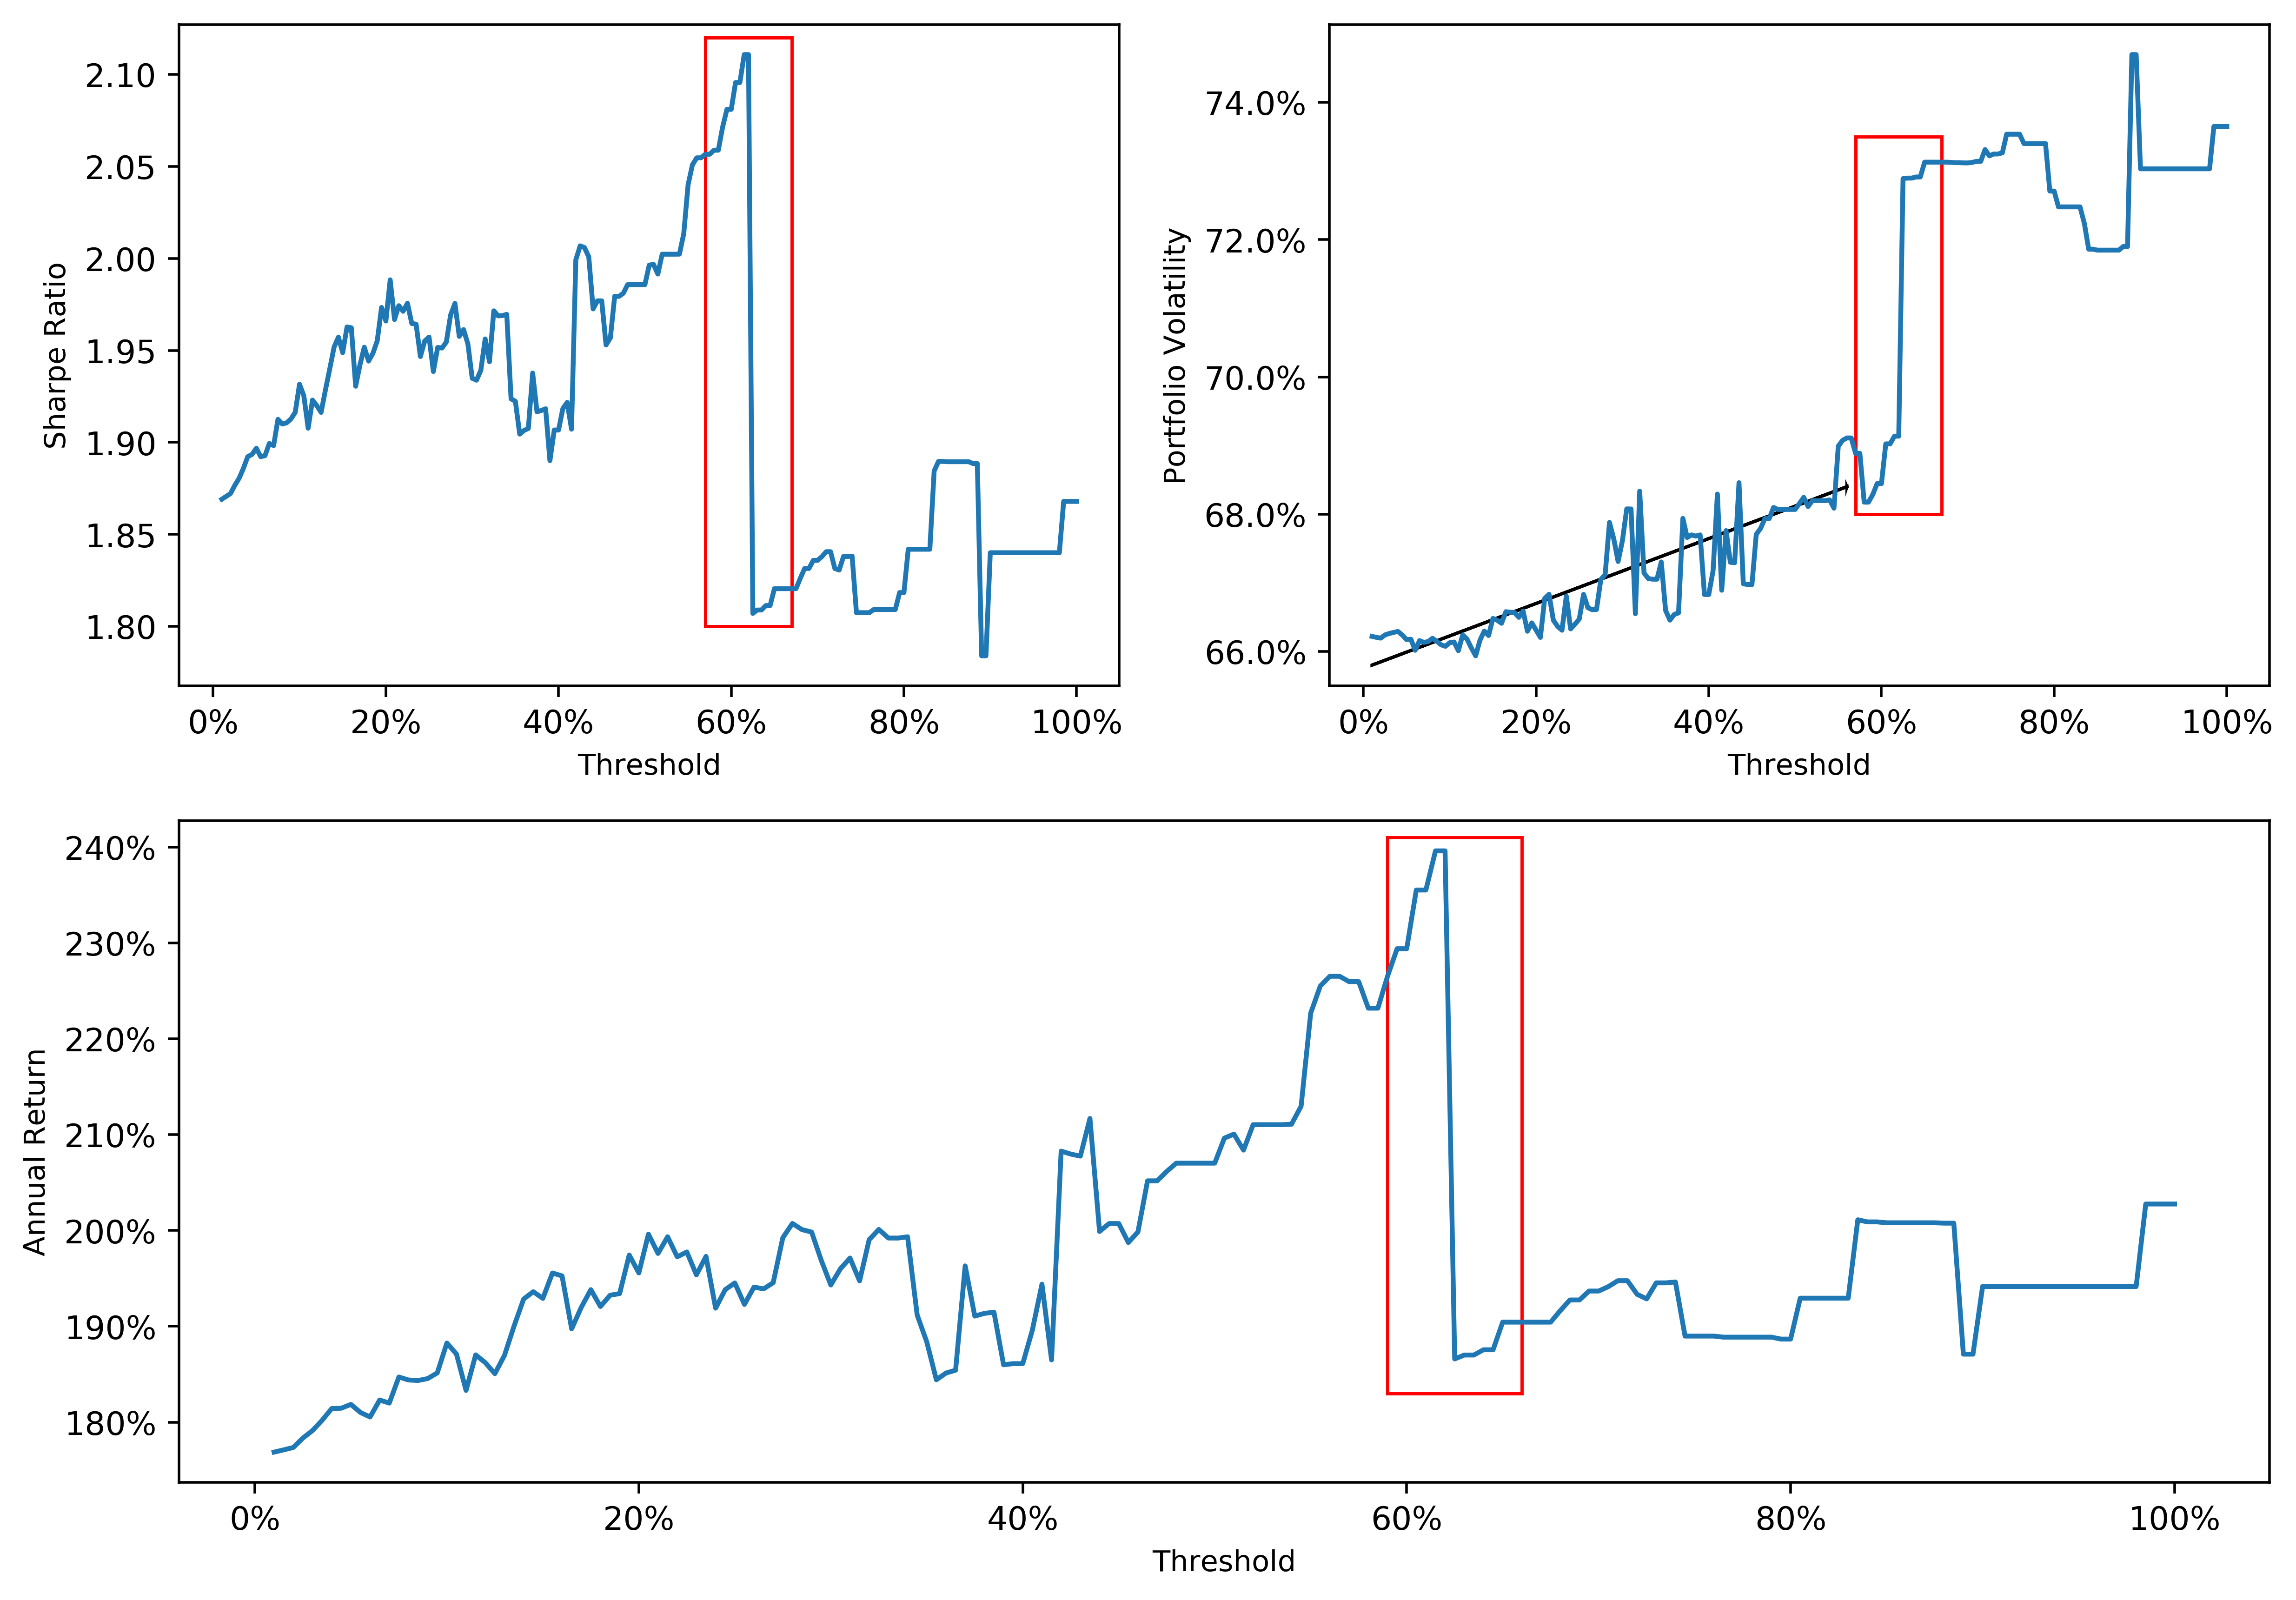 2.10
2.05
2.00
1.95
1.90
1.85
1.80
Sharpe Ratio
0% 20% 40% 60% 80% 100%
Threshold
74.0%
72.0%
70.0%
68.0%
66.0%
Portfolio Volatility
0% 20% 40% 60% 80% 100%
Threshold
240%
230%
220%
210%
200%
190%
180%
Annual Return
0% 20% 40% 60% 80% 100%
Threshold